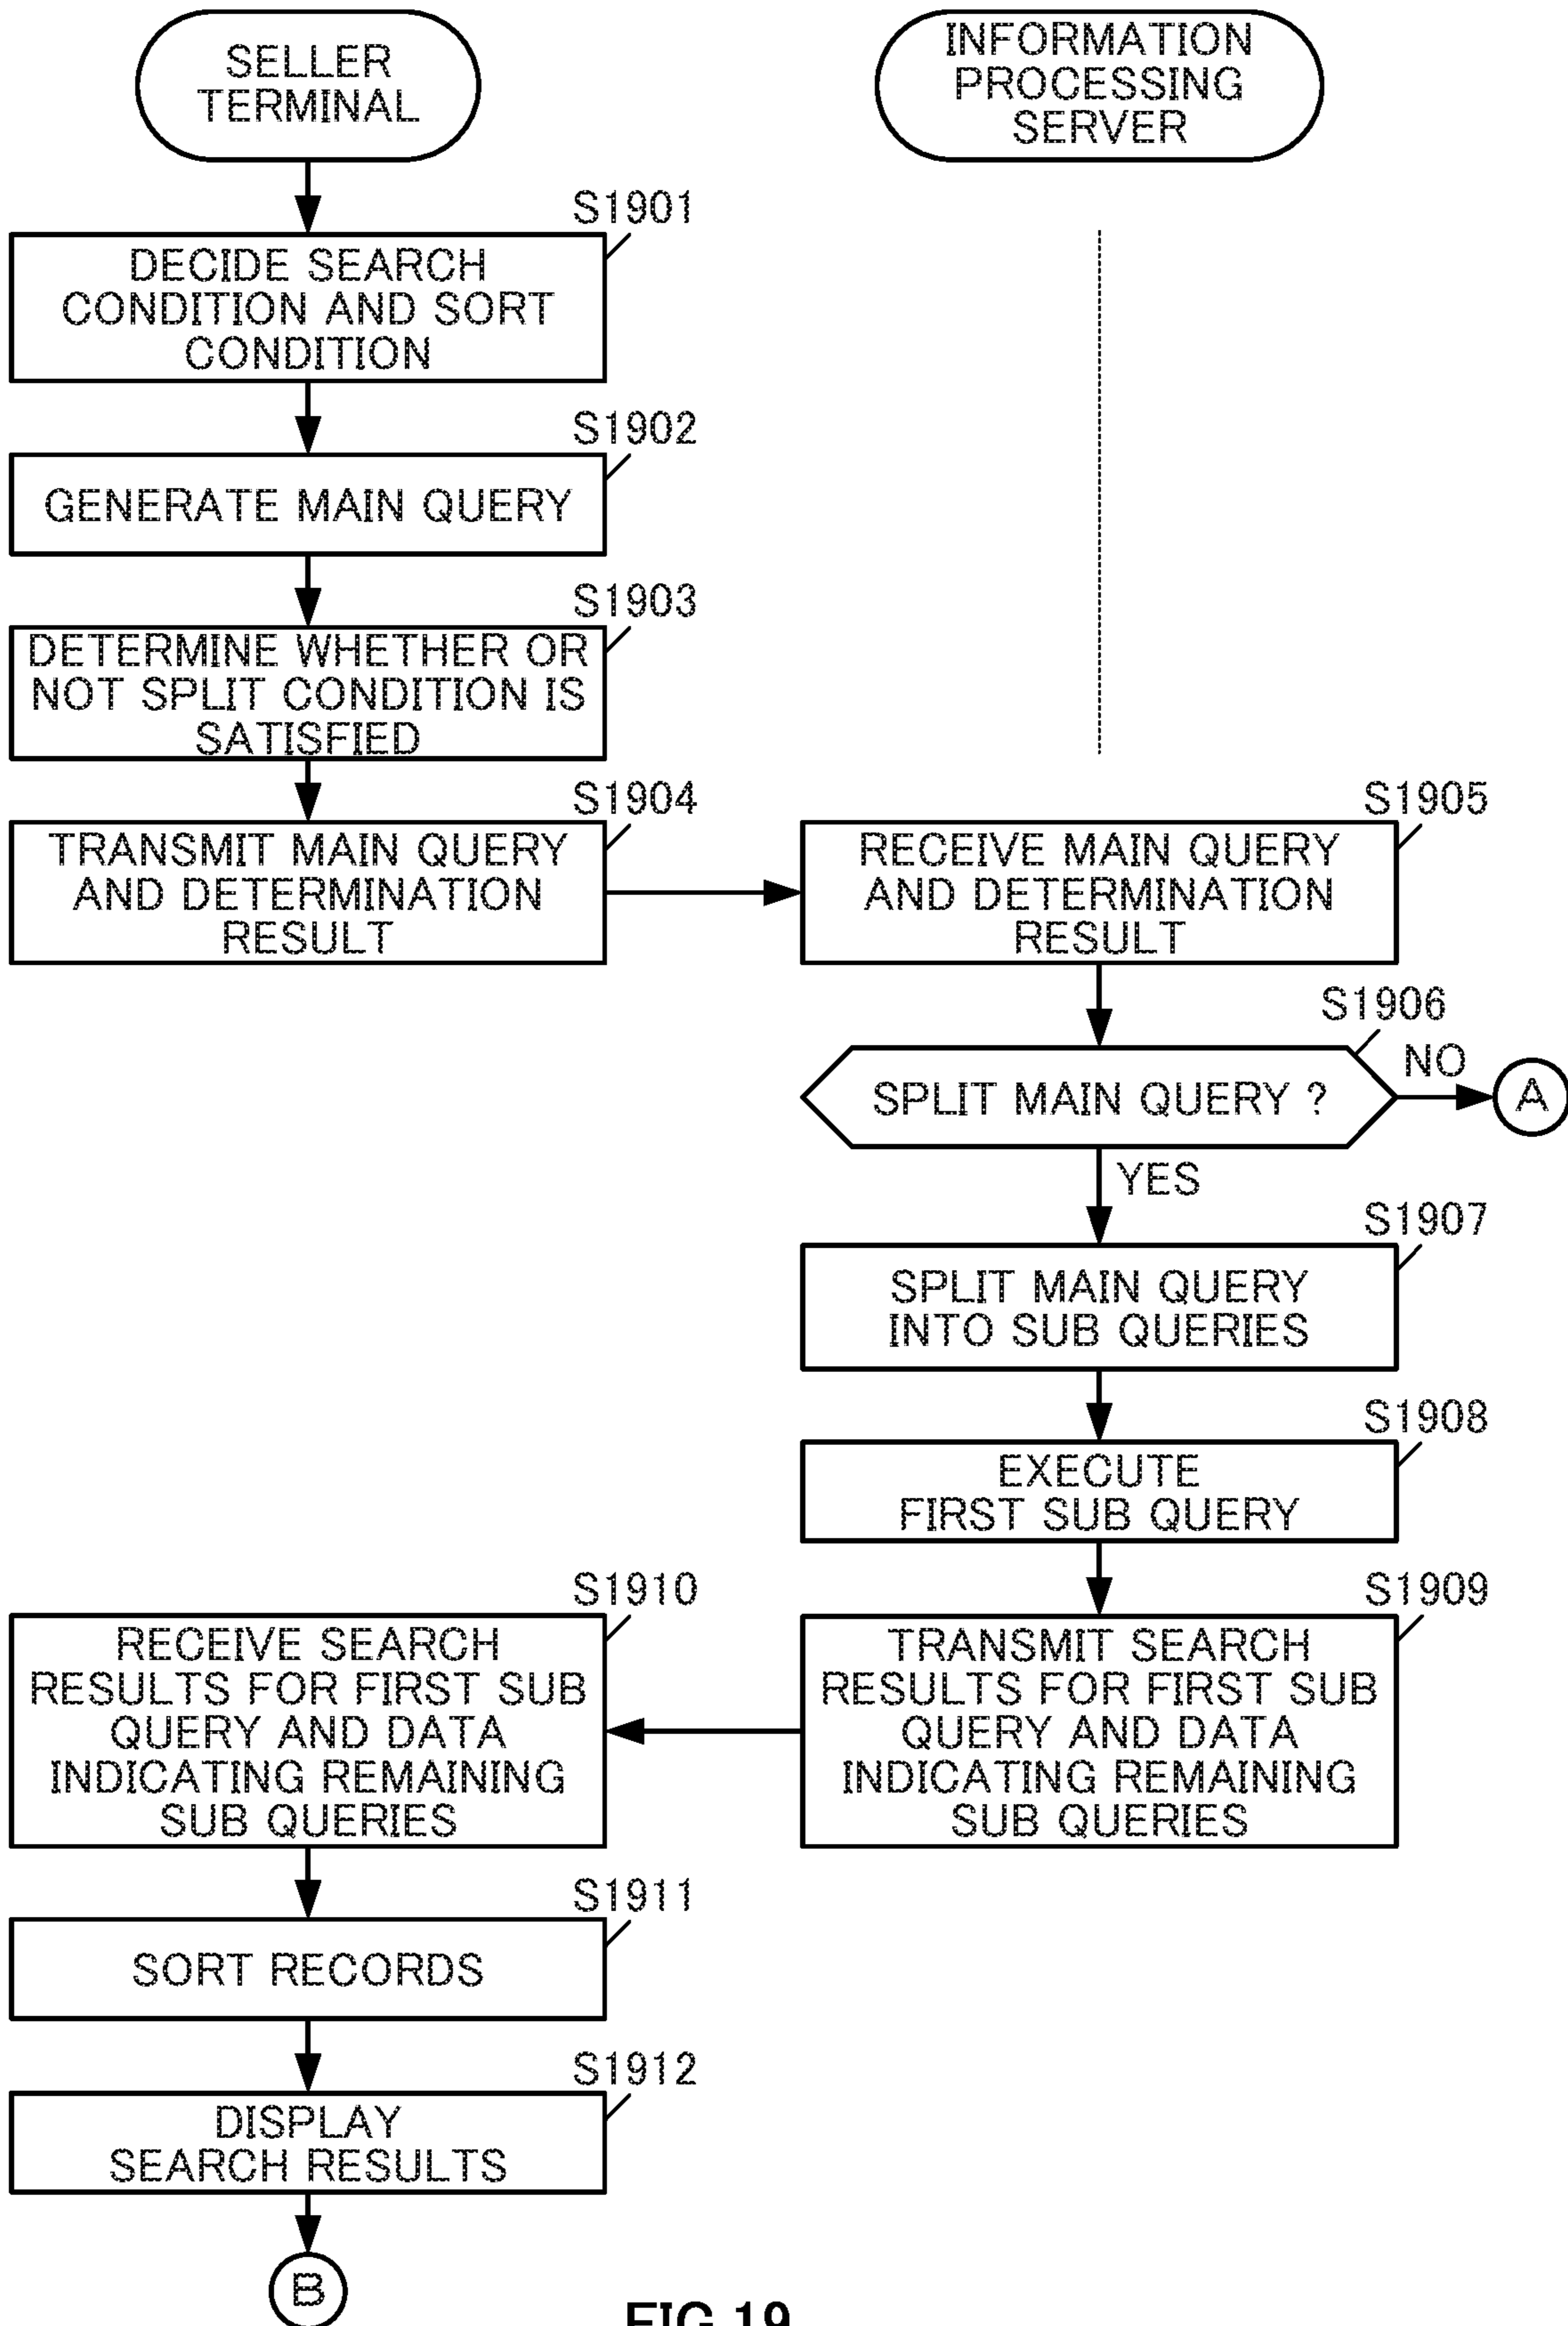 SELLER
TERMINAL
INFORMATION
PROCESSING
SERVER
S1901
DECIDE SEARCH
CONDITION AND SORT
CONDITION
S1902
GENERATE MAIN QUERY
S1903
DETERMINE WHETHER OR
NOT SPLIT CONDITION IS
SATISFIED
S1904
TRANSMIT MAIN QUERY
AND DETERMINATION
RESULT
S1905
RECEIVE MAIN QUERY
AND DETERMINATION
RESULT
S1906
SPLIT MAIN QUERY ?
NO
A
YES
S1907
SPLIT MAIN QUERY
INTO SUB QUERIES
S1908
EXECUTE
FIRST SUB QUERY
S1909
TRANSMIT SEARCH
RESULTS FOR FIRST SUB
QUERY AND DATA
INDICATING REMAINING
SUB QUERIES
S1910
RECEIVE SEARCH
RESULTS FOR FIRST SUB
QUERY AND DATA
INDICATING REMAINING
SUB QUERIES
S1911
SORT RECORDS
S1912
DISPLAY
SEARCH RESULTS
B
FIG.19